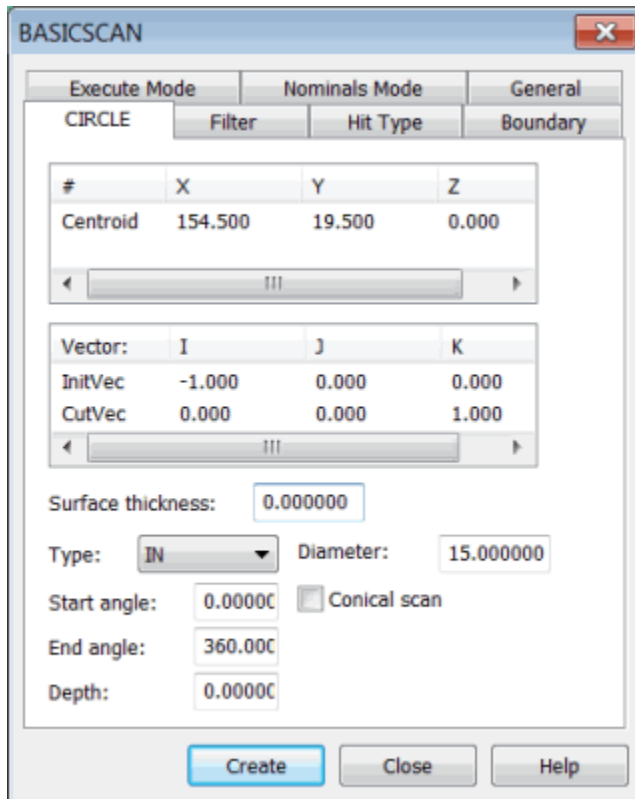 BASICSCAN
Execute Mode Nominals Mode General
CIRCLE Filter Hit Type Boundary
# X Y Z
Centroid 154.500 19.500 0.000
Vector: I J K
InitVec -1.000 0.000 0.000
CutVec 0.000 0.000 1.000
Surface thickness: 0.000000
Type: IN Diameter: 15.000000
Start angle: 0.00000 Conical scan
End angle: 360.000
Depth: 0.00000
Create Close Help